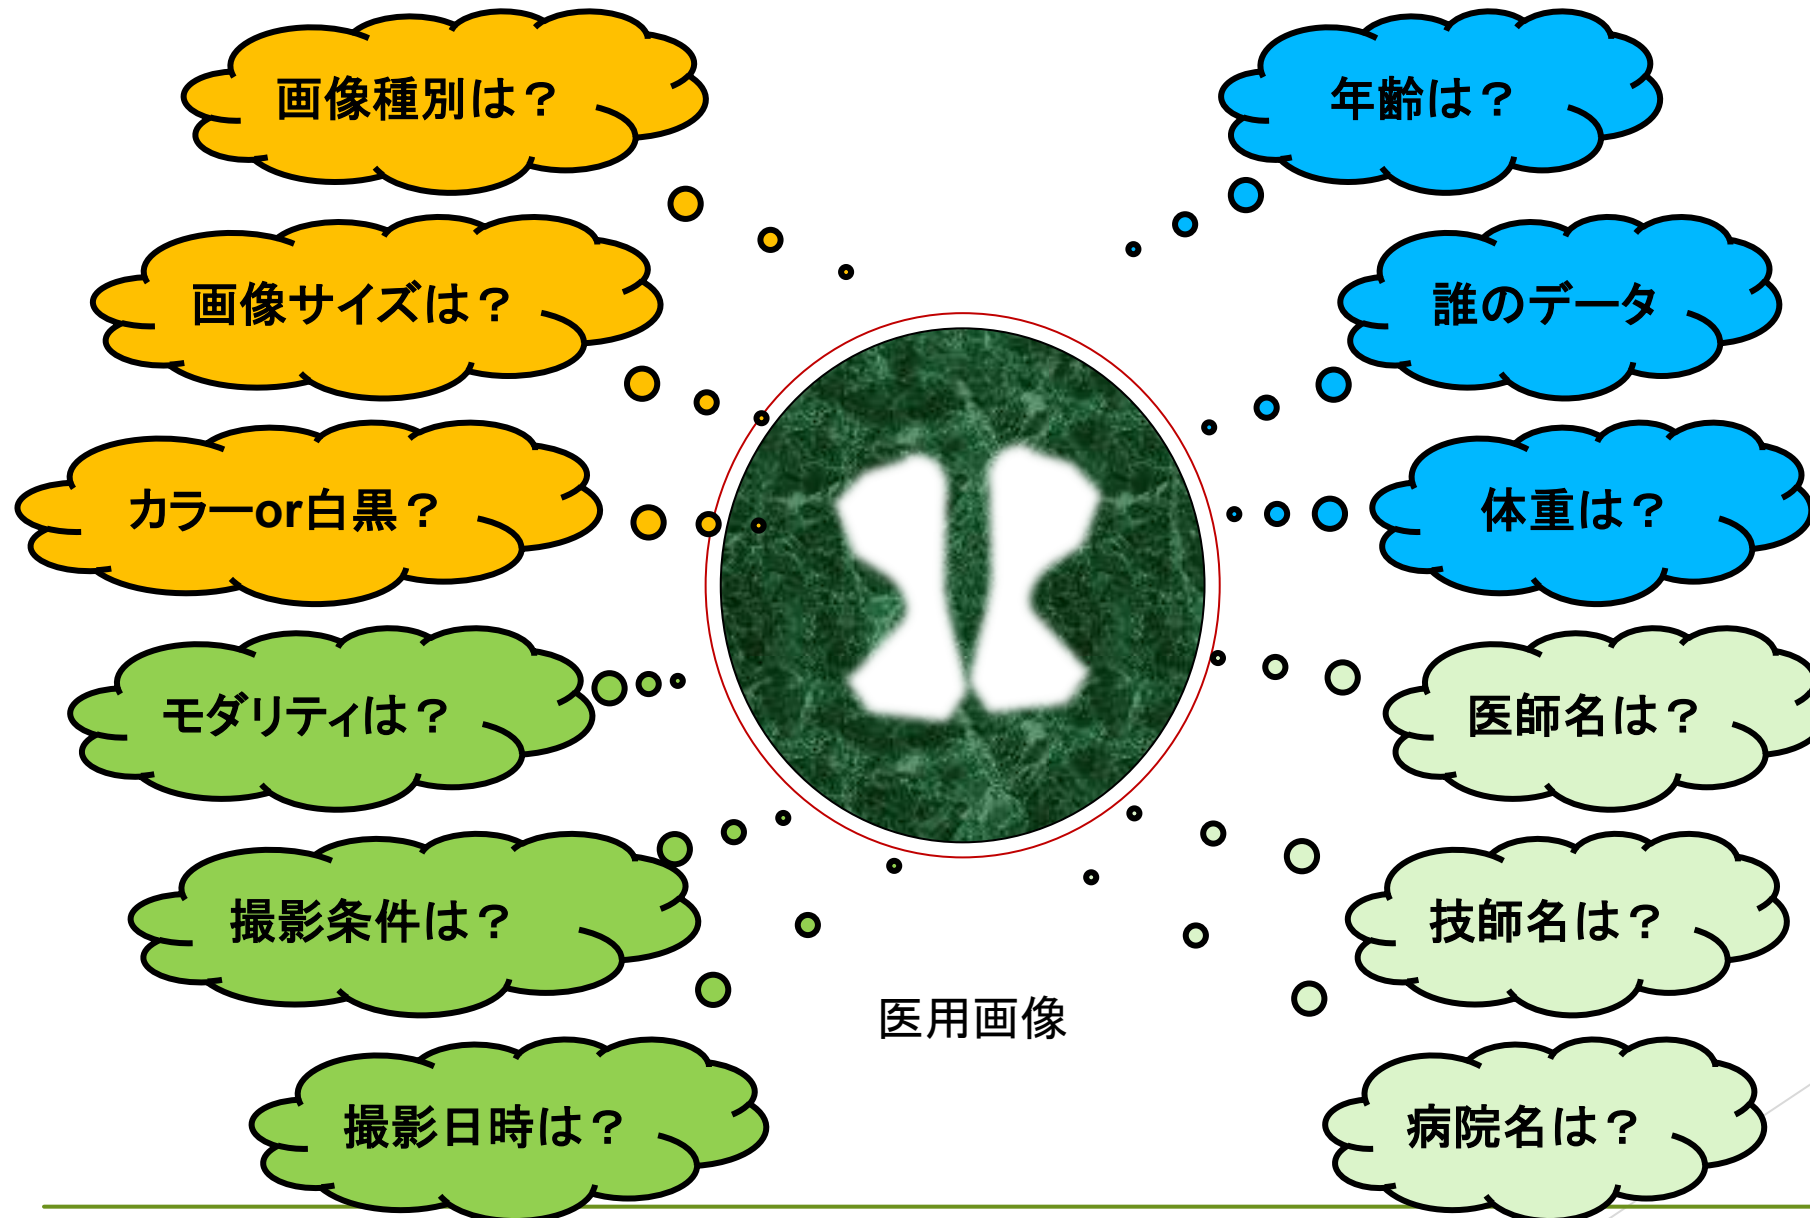 画像種別は？
画像サイズは？
カラーor白黒？
モダリティは？
撮影条件は？
撮影日時は？
医用画像
年齢は？
誰のデータ
体重は？
医師名は？
技師名は？
病院名は？